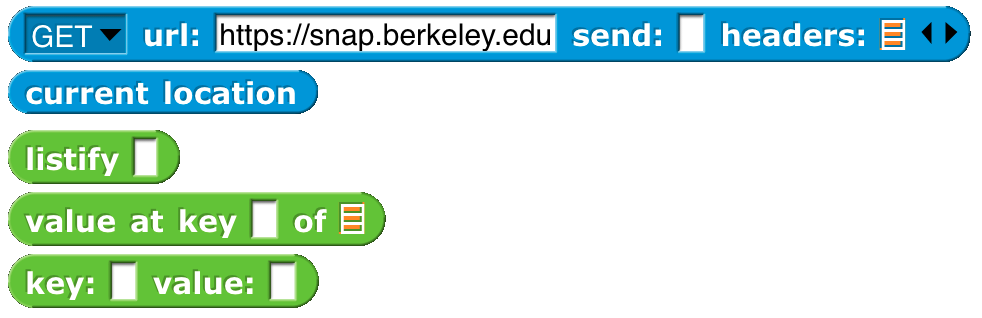 GET url: https://snap.berkeley.edu send: headers:
current location
listify
value at key of
key: value: